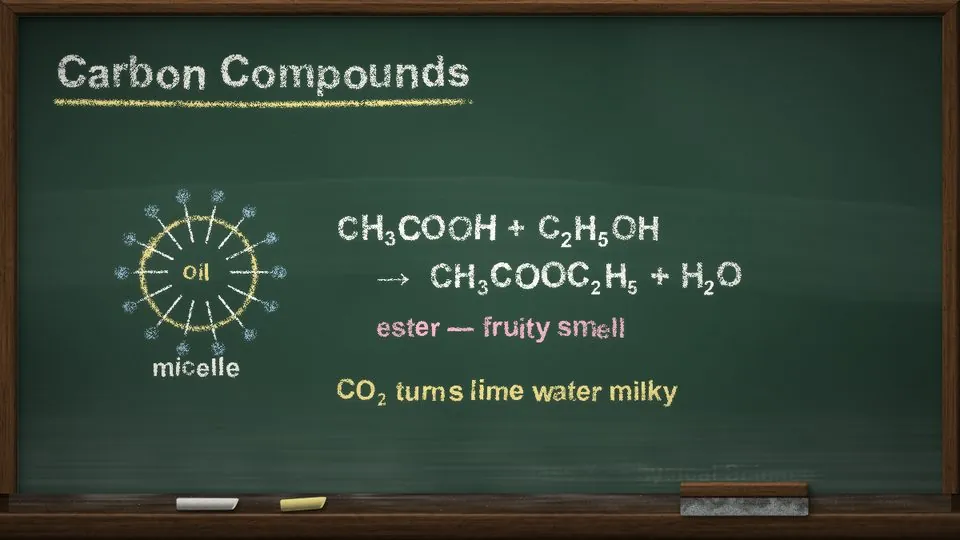 Carbon Compounds
oil
micelle
CH₃COOH + C₂H₅OH
→ CH₃COOC₂H₅ + H₂O
ester — fruity smell
CO₂ turns lime water milky